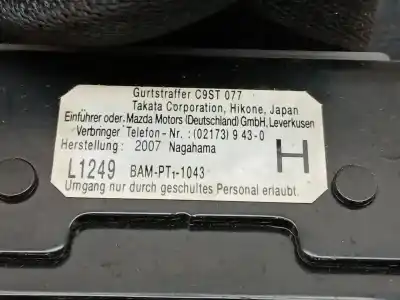 Gurtstraffer C9ST 077
Takata Corporation, Hikone, Japan
Einführer oder Mazda Motors (Deutschland) GmbH, Leverkusen
Verbringer Telefon-Nr.: (02173) 9 43-0
Herstellung: 2007 Nagahama
L1249 BAM-PT₁-1043 H
Umgang nur durch geschultes Personal erlaubt.